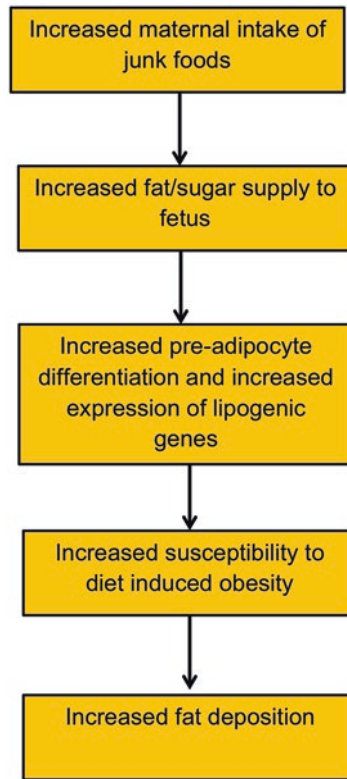 Increased maternal intake of
junk foods
Increased fat/sugar supply to
fetus
Increased pre-adipocyte
differentiation and increased
expression of lipogenic
genes
Increased susceptibility to
diet induced obesity
Increased fat deposition